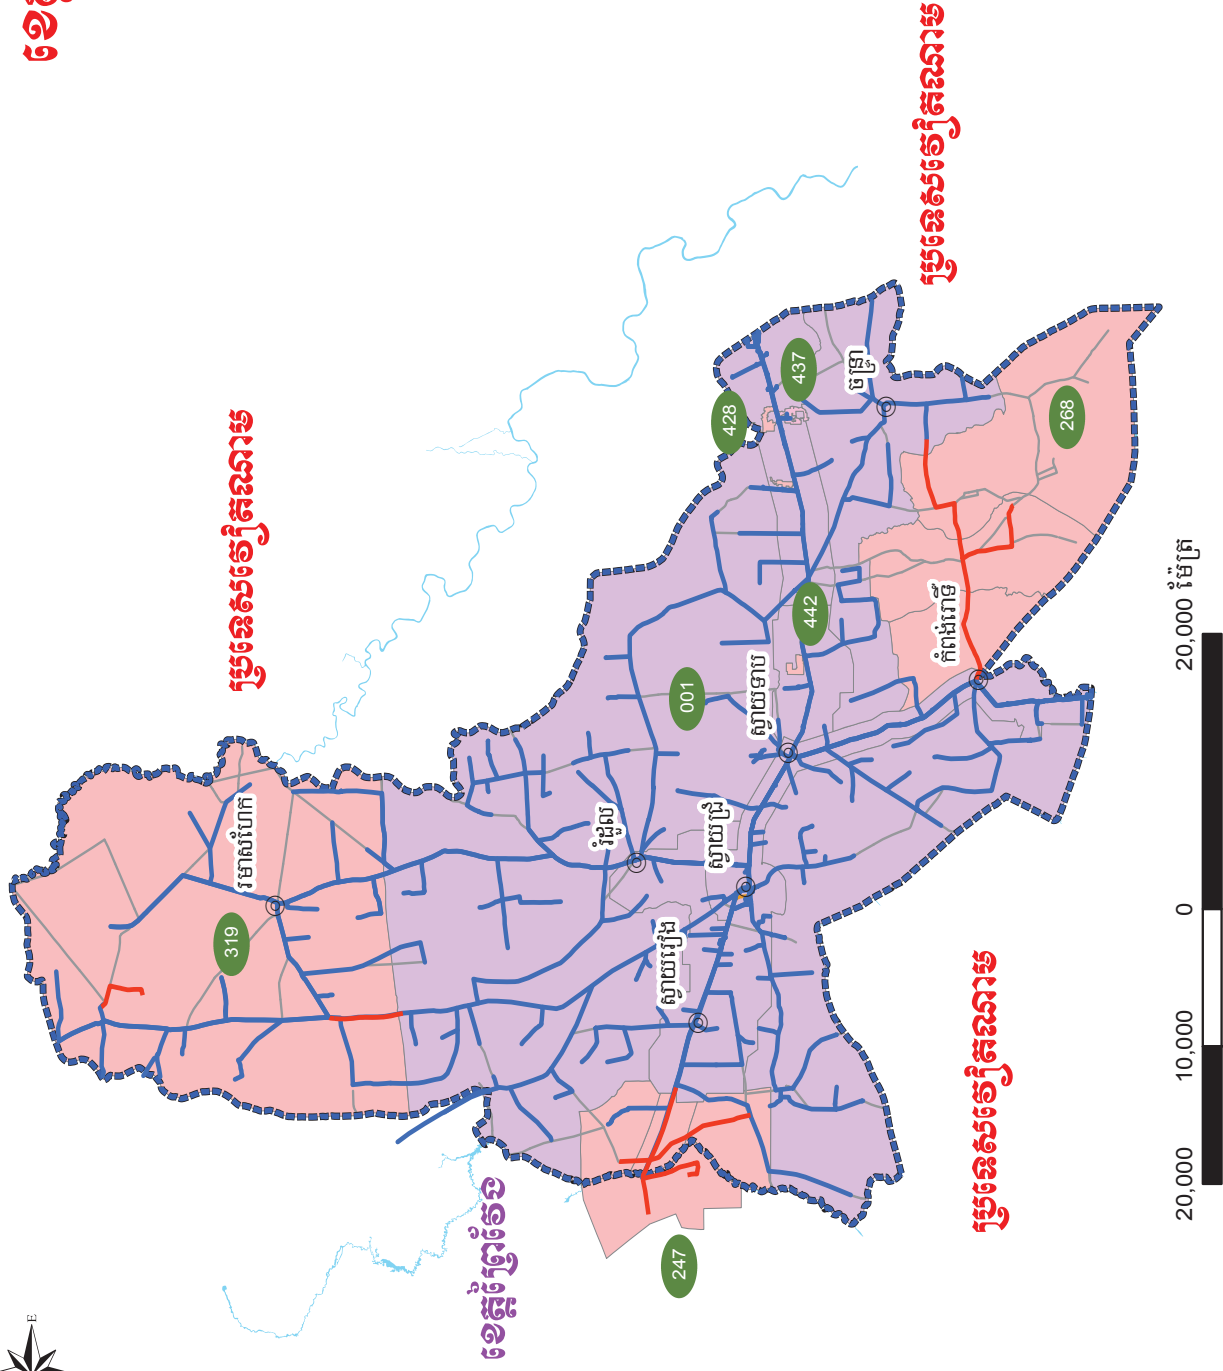 ប្រទេសវៀតណាម
ប្រទេសវៀតណាម
ប្រទេសវៀតណាម
ខេត្តព្រៃវែង
រមាសហែក
រំដួល
ស្វាយជ្រំ
ស្វាយរៀង
ស្វាយទាប
កំពង់រោទិ៍
ចន្ទ្រា
319
001
428
437
442
268
247
20,000 10,000 0 20,000 ម៉ែត្រ
E